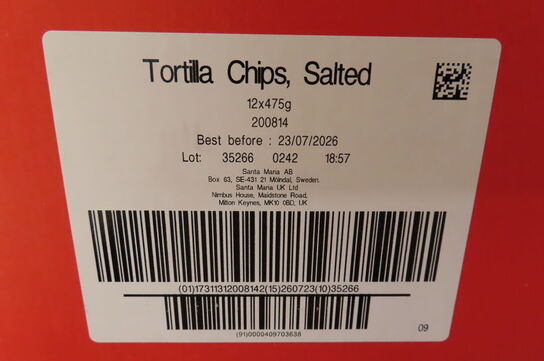 Tortilla Chips, Salted
12x475g
200814
Best before : 23/07/2026
Lot: 35266 0242 18:57
Santa Maria AB
Box 63, SE-431 21 Mölndal, Sweden.
Santa Maria UK Ltd
Nimbus House, Maidstone Road,
Milton Keynes, MK10 0BD, UK
(01)17311312008142(15)260723(10)35266
(91)0000409703638
09